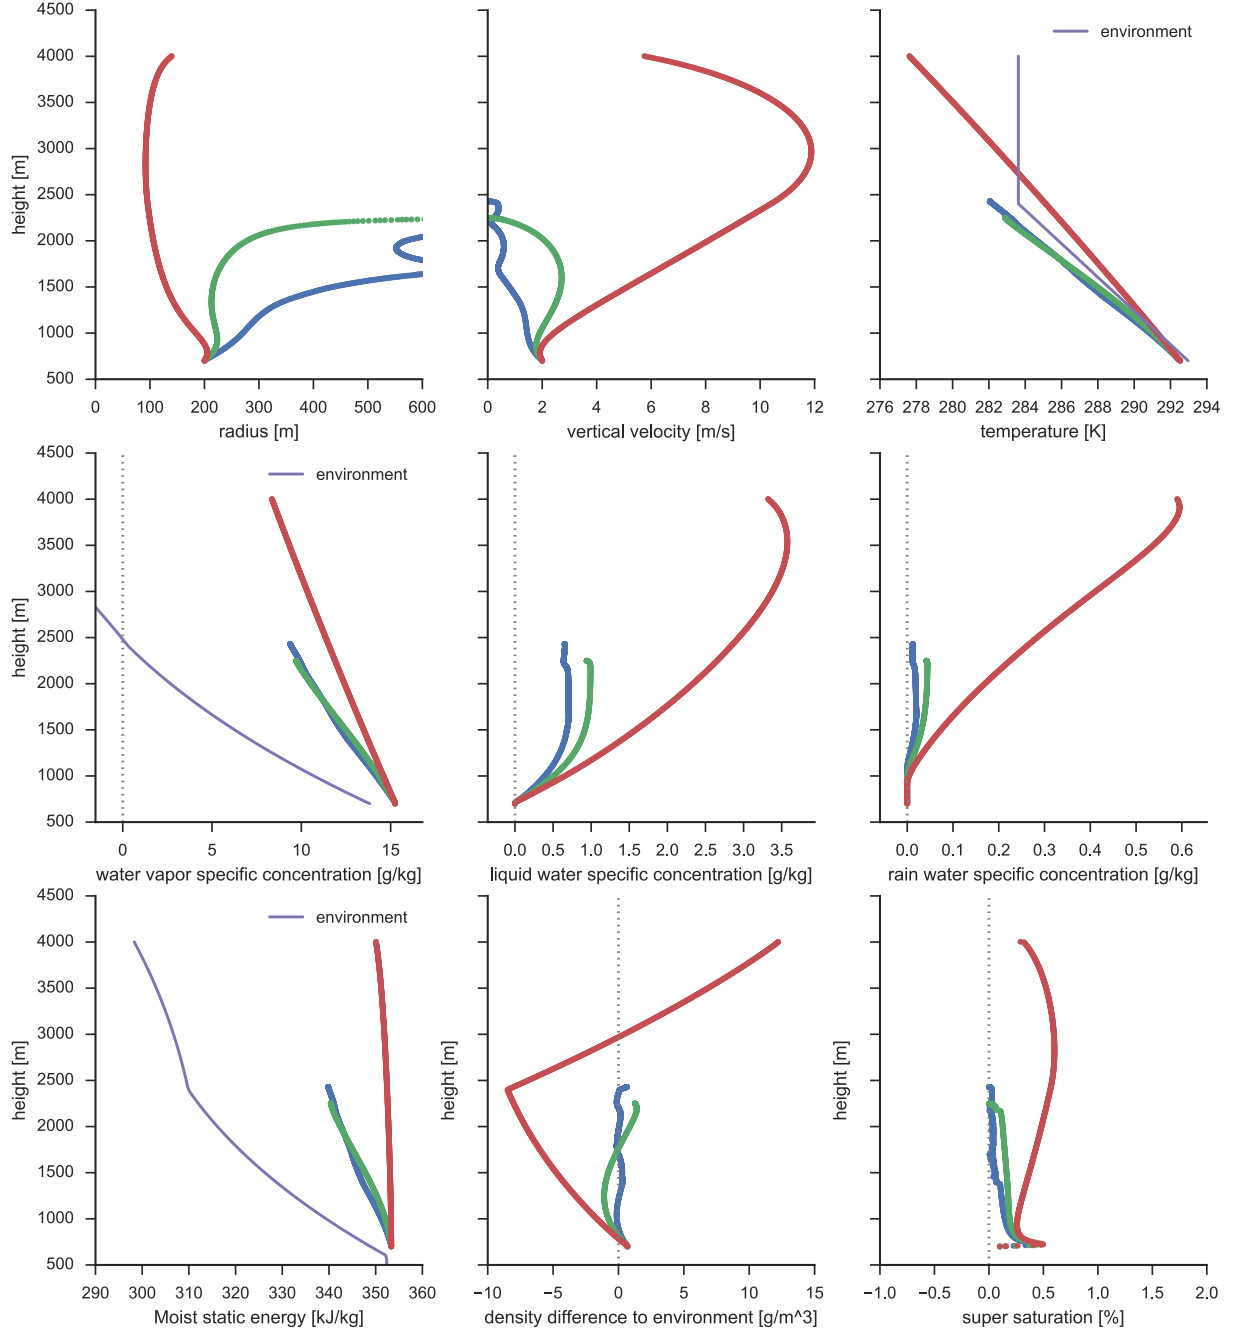 4500
4000
3500
3000
2500
2000
1500
1000
500
height [m]
0 100 200 300 400 500 600
radius [m]
0 2 4 6 8 10 12
vertical velocity [m/s]
environment
276 278 280 282 284 286 288 290 292 294
temperature [K]
4500
4000
3500
3000
2500
2000
1500
1000
500
height [m]
environment
0 5 10 15
water vapor specific concentration [g/kg]
0.0 0.5 1.0 1.5 2.0 2.5 3.0 3.5
liquid water specific concentration [g/kg]
0.0 0.1 0.2 0.3 0.4 0.5 0.6
rain water specific concentration [g/kg]
4500
4000
3500
3000
2500
2000
1500
1000
500
height [m]
environment
290 300 310 320 330 340 350 360
Moist static energy [kJ/kg]
height [m]
−10 −5 0 5 10 15
density difference to environment [g/m^3]
height [m]
−1.0 −0.5 0.0 0.5 1.0 1.5 2.0
super saturation [%]